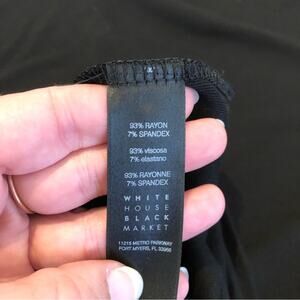 93% RAYON
7% SPANDEX
93% viscosa
7% elastano
93% RAYONNE
7% SPANDEX
WHITE
HOUSE
BLACK
MARKET
11215 METRO PARKWAY
FORT MYERS, FL 33966